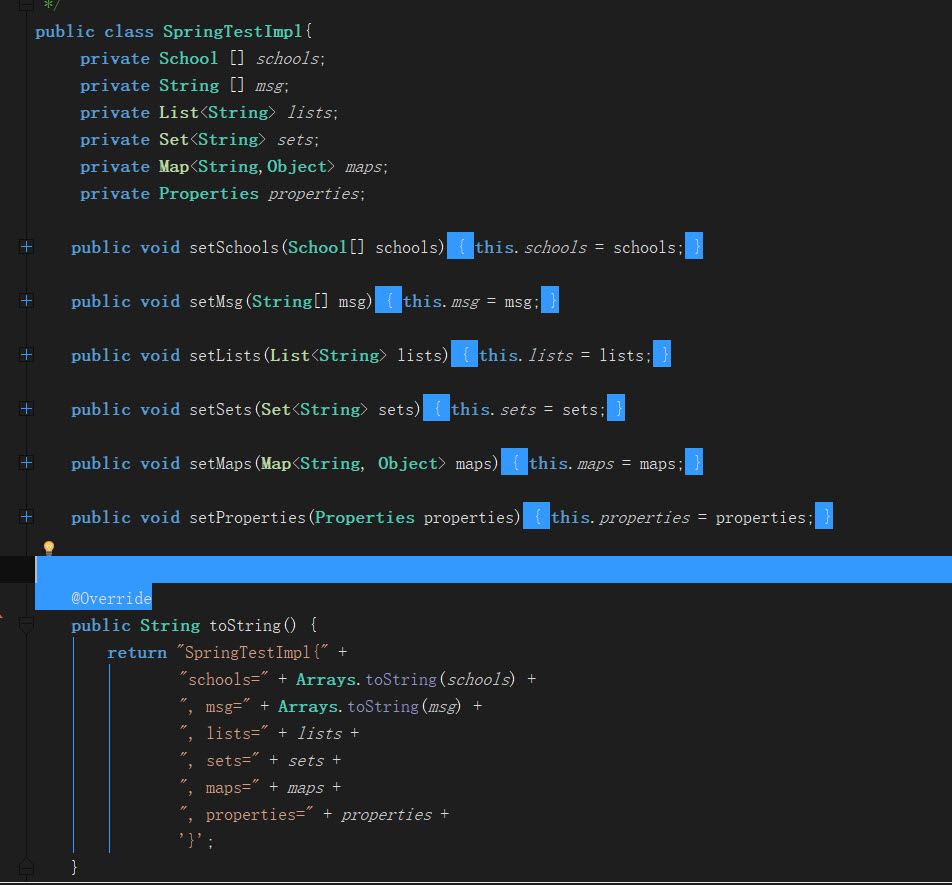 */
public class SpringTestImpl{
private School [] schools;
private String [] msg;
private List<String> lists;
private Set<String> sets;
private Map<String,Object> maps;
private Properties properties;
public void setSchools(School[] schools) { this.schools = schools; }
public void setMsg(String[] msg) { this.msg = msg; }
public void setLists(List<String> lists) { this.lists = lists; }
public void setSets(Set<String> sets) { this.sets = sets; }
public void setMaps(Map<String, Object> maps) { this.maps = maps; }
public void setProperties(Properties properties) { this.properties = properties; }
@Override
public String toString() {
return "SpringTestImpl{" +
"schools=" + Arrays.toString(schools) +
", msg=" + Arrays.toString(msg) +
", lists=" + lists +
", sets=" + sets +
", maps=" + maps +
", properties=" + properties +
'}';
}